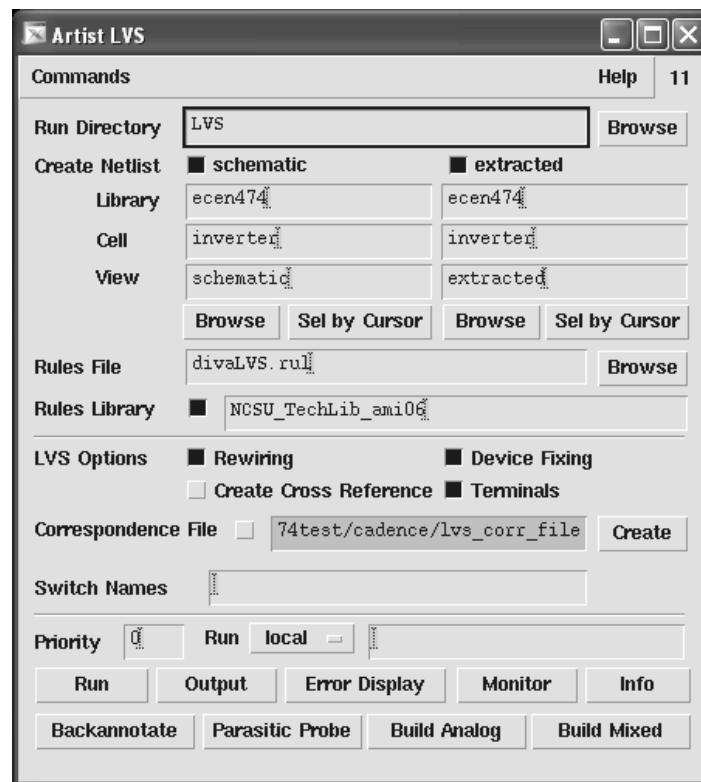 Artist LVS
Commands Help 11
Run Directory LVS Browse
Create Netlist schematic extracted
Library ecen474 ecen474
Cell inverter inverter
View schematic extracted
Browse Sel by Cursor Browse Sel by Cursor
Rules File divaLVS.rul Browse
Rules Library NCSU_TechLib_ami06
LVS Options Rewiring Device Fixing
Create Cross Reference Terminals
Correspondence File 74test/cadence/lvs_corr_file Create
Switch Names
Priority 0 Run local
Run Output Error Display Monitor Info
Backannotate Parasitic Probe Build Analog Build Mixed